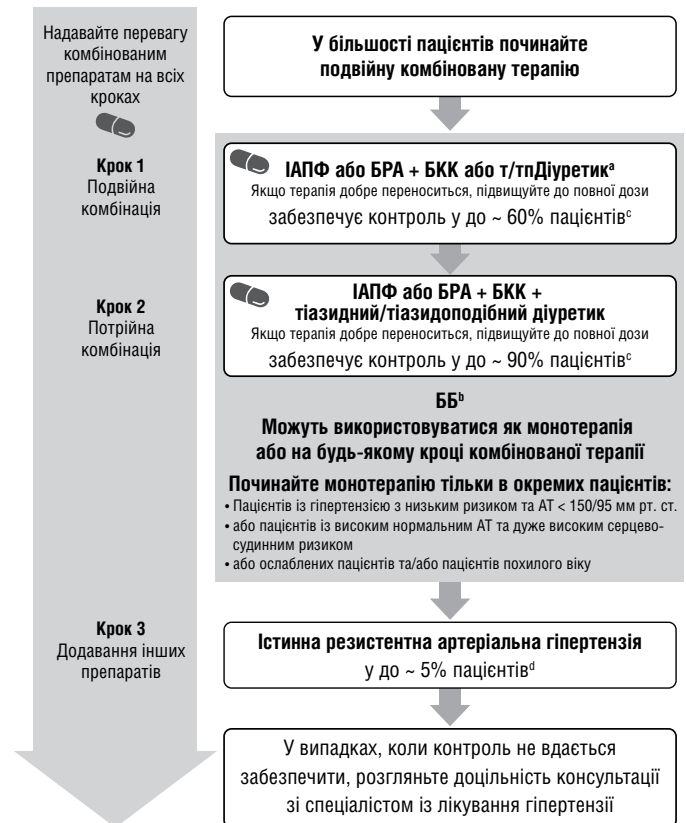 Надавайте перевагу
комбінованим
препаратам на всіх
кроках
У більшості пацієнтів починайте
подвійну комбіновану терапію
Крок 1
Подвійна
комбінація
ІАПФ або БРА + БКК або т/тпДіуретикᵃ
Якщо терапія добре переноситься, підвищуйте до повної дози
забезпечує контроль у до ~ 60% пацієнтівᶜ
Крок 2
Потрійна
комбінація
ІАПФ або БРА + БКК +
тіазидний/тіазидоподібний діуретик
Якщо терапія добре переноситься, підвищуйте до повної дози
забезпечує контроль у до ~ 90% пацієнтівᶜ
ББᵇ
Можуть використовуватися як монотерапія
або на будь-якому кроці комбінованої терапії
Починайте монотерапію тільки в окремих пацієнтів:
• Пацієнтів із гіпертензією з низьким ризиком та АТ < 150/95 мм рт. ст.
• або пацієнтів із високим нормальним АТ та дуже високим серцево-
судинним ризиком
• або ослаблених пацієнтів та/або пацієнтів похилого віку
Крок 3
Додавання інших
препаратів
Істинна резистентна артеріальна гіпертензія
у до ~ 5% пацієнтівᵈ
У випадках, коли контроль не вдається
забезпечити, розгляньте доцільність консультації
зі спеціалістом із лікування гіпертензії